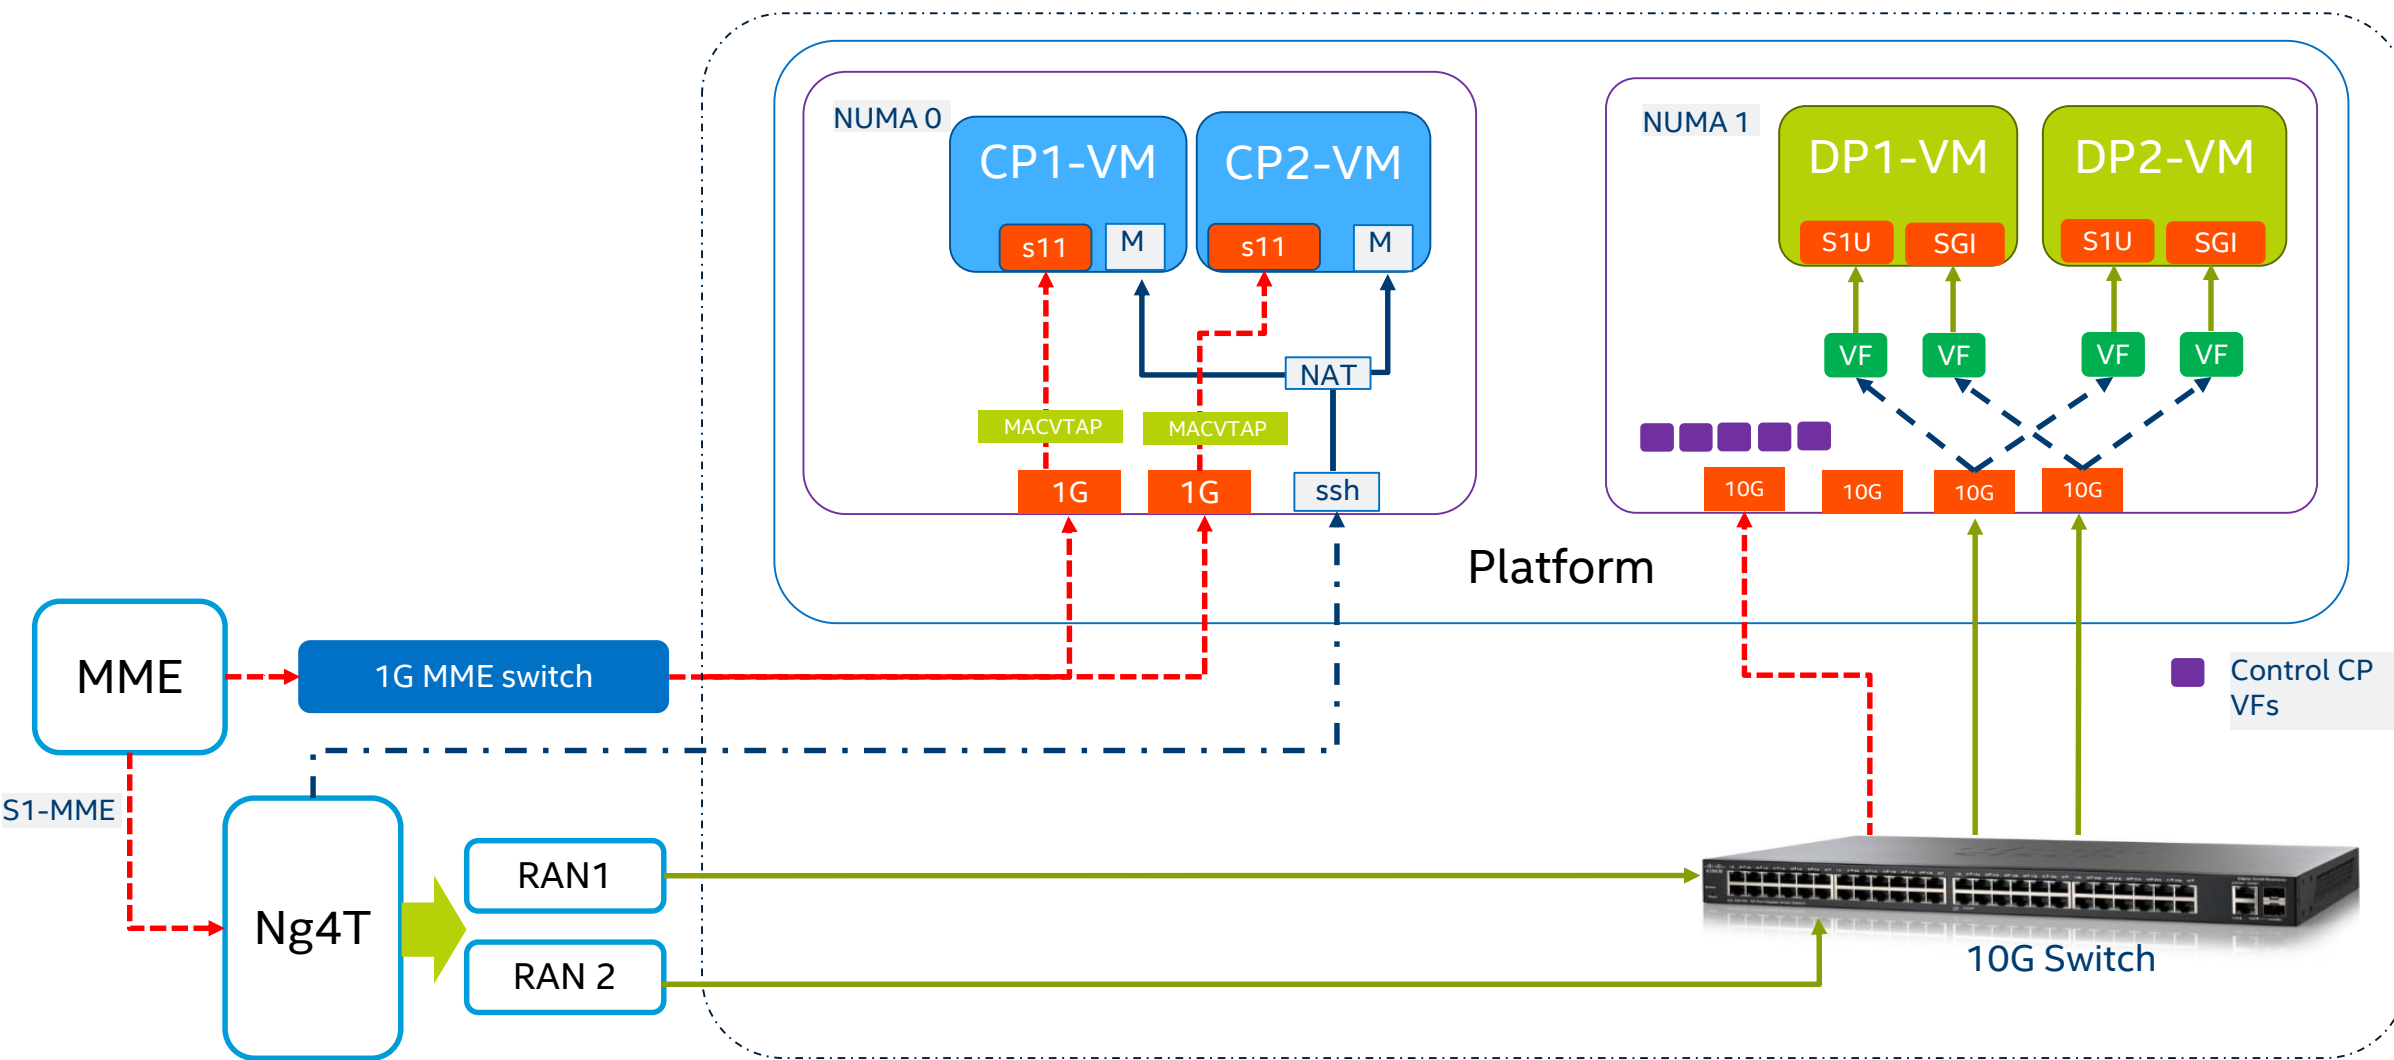 NUMA 0
CP1-VM
CP2-VM
s11
M
s11
M
NAT
MACVTAP
MACVTAP
1G
1G
ssh
NUMA 1
DP1-VM
DP2-VM
S1U
SGI
S1U
SGI
VF
VF
VF
VF
10G
10G
10G
10G
Platform
MME
1G MME switch
Control CP
VFs
S1-MME
Ng4T
RAN1
RAN 2
10G Switch